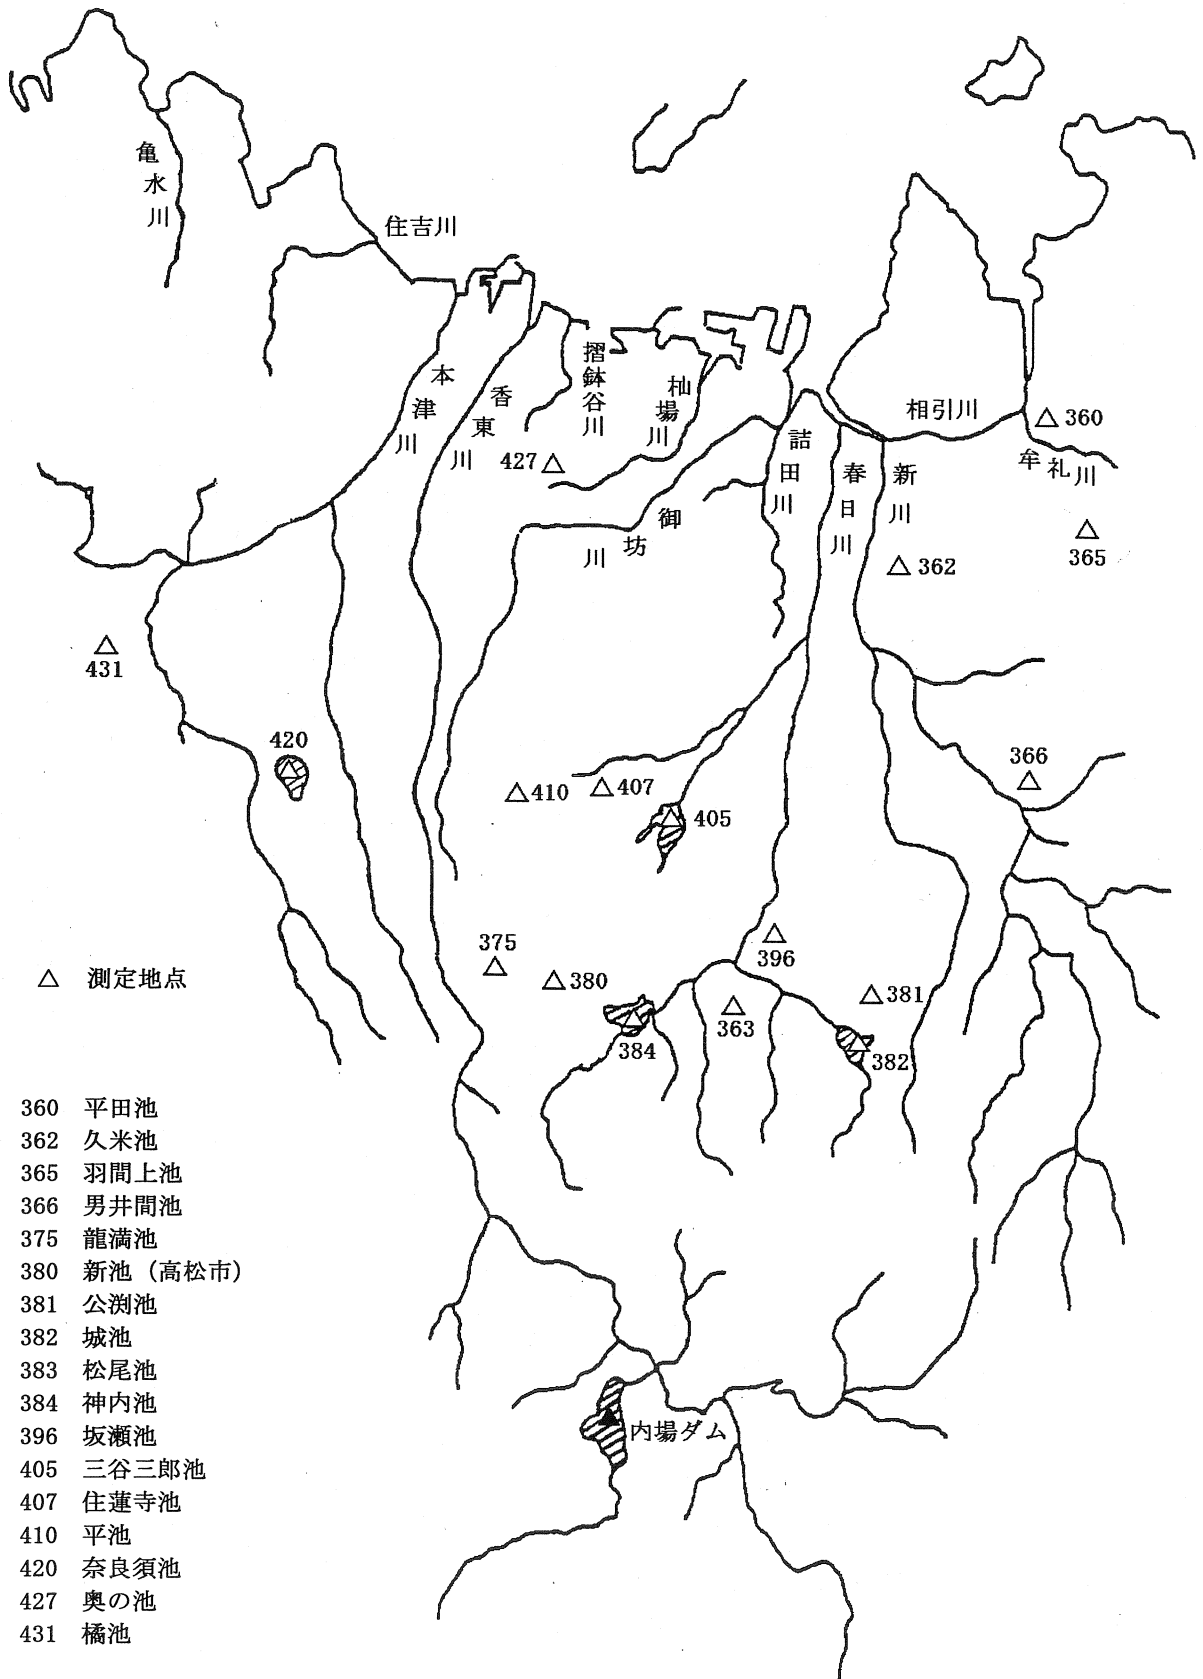 亀水川
住吉川
本津川
香東川
摺鉢谷川
杣場川
御坊川
詰田川
春日川
新川
相引川
牟礼川
360
427
362
365
431
420
366
410
407
405
375
380
396
381
363
384
382
内場ダム
△ 測定地点
360 平田池
362 久米池
365 羽間上池
366 男井間池
375 龍満池
380 新池(高松市)
381 公渕池
382 城池
383 松尾池
384 神内池
396 坂瀬池
405 三谷三郎池
407 住蓮寺池
410 平池
420 奈良須池
427 奥の池
431 橘池